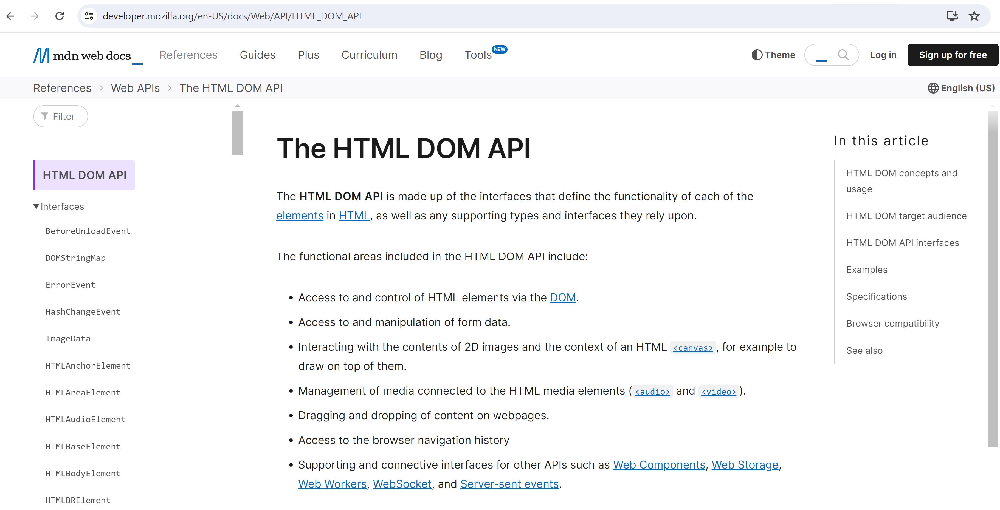 developer.mozilla.org/en-US/docs/Web/API/HTML_DOM_API
mdn web docs_
References Guides Plus Curriculum Blog Tools NEW
Theme Log in Sign up for free
References > Web APIs > The HTML DOM API
English (US)
Filter
HTML DOM API
Interfaces
BeforeUnloadEvent
DOMStringMap
ErrorEvent
HashChangeEvent
ImageData
HTMLAnchorElement
HTMLAreaElement
HTMLAudioElement
HTMLBaseElement
HTMLBodyElement
HTMLBRElement
The HTML DOM API
The HTML DOM API is made up of the interfaces that define the functionality of each of the
elements in HTML, as well as any supporting types and interfaces they rely upon.
The functional areas included in the HTML DOM API include:
• Access to and control of HTML elements via the DOM.
• Access to and manipulation of form data.
• Interacting with the contents of 2D images and the context of an HTML <canvas>, for example to
draw on top of them.
• Management of media connected to the HTML media elements (<audio> and <video>).
• Dragging and dropping of content on webpages.
• Access to the browser navigation history
• Supporting and connective interfaces for other APIs such as Web Components, Web Storage,
Web Workers, WebSocket, and Server-sent events.
In this article
HTML DOM concepts and
usage
HTML DOM target audience
HTML DOM API interfaces
Examples
Specifications
Browser compatibility
See also